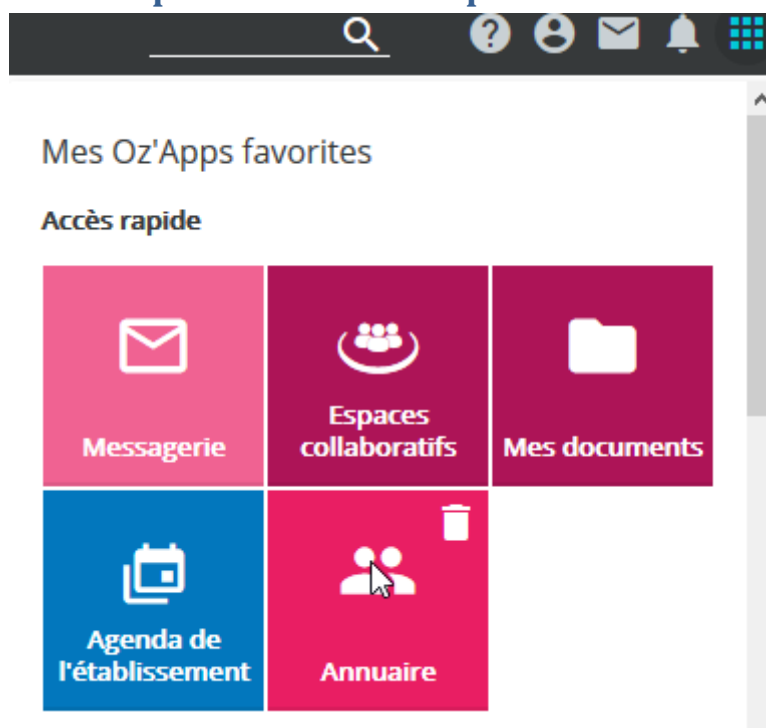 Mes Oz'Apps favorites
Accès rapide
Messagerie
Espaces
collaboratifs
Mes documents
Agenda de
l'établissement
Annuaire